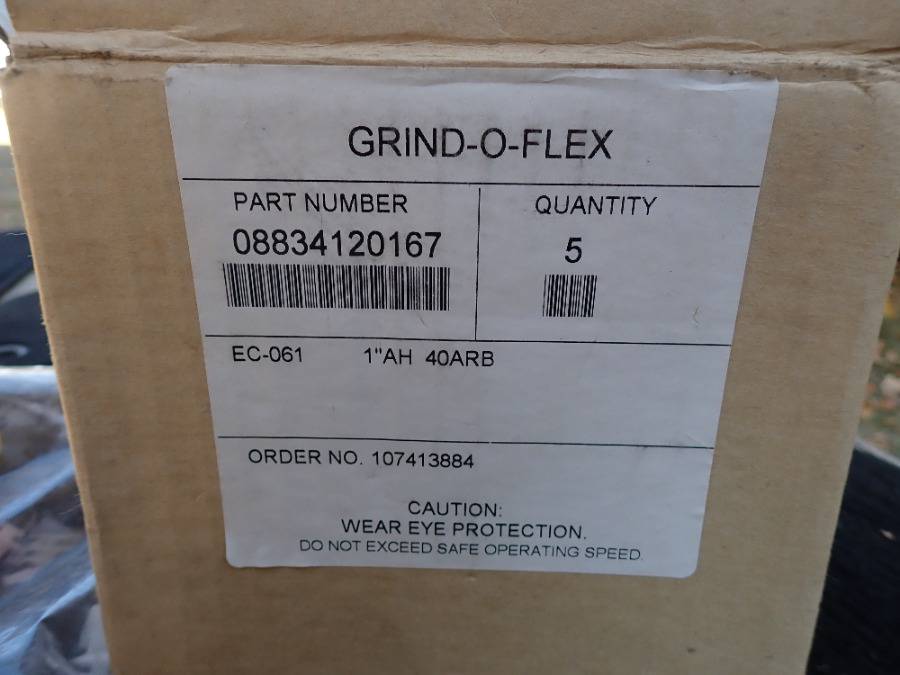 GRIND-O-FLEX
PART NUMBER
08834120167
QUANTITY
5
EC-061 1"AH 40ARB
ORDER NO. 107413884
CAUTION:
WEAR EYE PROTECTION.
DO NOT EXCEED SAFE OPERATING SPEED.